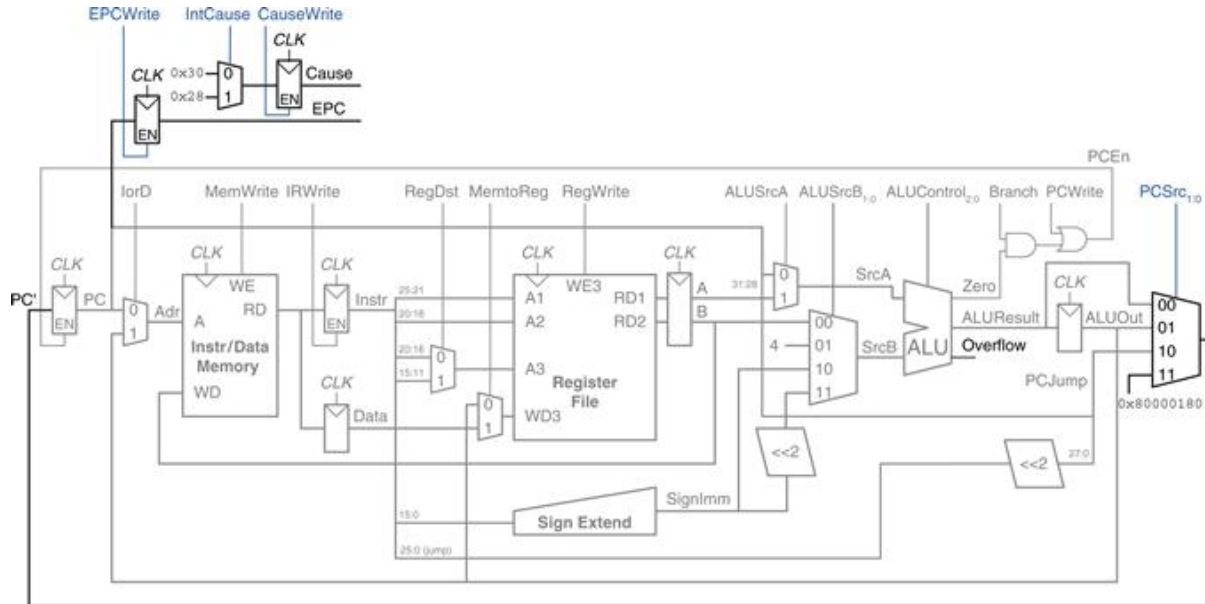 EPCWrite IntCause CauseWrite
CLK
CLK 0x30 0 Cause
0x28 1 EN
EPC
EN
PCEn
IorD MemWrite IRWrite RegDst MemtoReg RegWrite ALUSrcA ALUSrcB1:0 ALUControl2:0 Branch PCWrite PCSrc1:0
CLK CLK CLK CLK CLK CLK
PC' PC 0 Adr WE RD Instr 25:21 A1 WE3 RD1 A 31:28 0 SrcA Zero 00
EN 1 A EN 20:16 A2 RD2 B 1 00 ALUResult ALUOut 01
Instr/Data 20:16 0 4 01 SrcB ALU Overflow 10
Memory 15:11 1 A3 10 PCJump 11
CLK Register 11 0x80000180
WD Data 0 WD3 File
1
<<2 <<2 27:0
SignImm
15:0 Sign Extend
25:0 (jump)